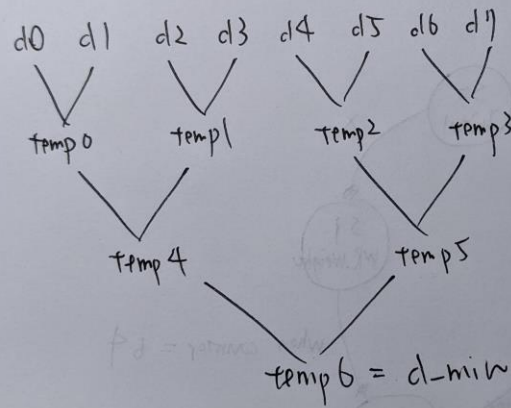 d0 d1 d2 d3 d4 d5 d6 d7
temp0 temp1 temp2 temp3
temp4 temp5
temp6 = d_min